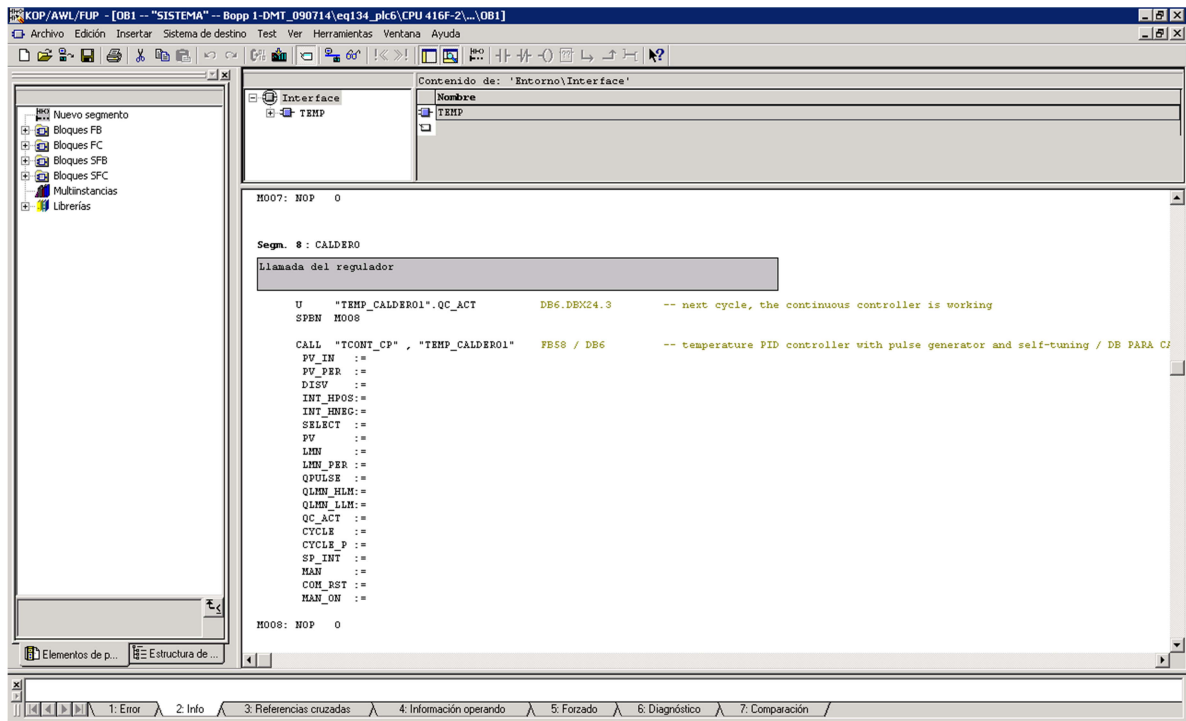 KOP/AWL/FUP - [OB1 -- "SISTEMA" -- Bopp 1-DMT_090714\eq134_plc6\CPU 416F-2\...\OB1]
Archivo Edición Insertar Sistema de destino Test Ver Herramientas Ventana Ayuda
Nuevo segmento
Bloques FB
Bloques FC
Bloques SFB
Bloques SFC
Multiinstancias
Librerías
Elementos de p...
Estructura de ...
Contenido de: 'Entorno\Interface'
Interface
TEMP
Nombre
TEMP
M007: NOP 0
Segm. 8 : CALDERO
Llamada del regulador
U "TEMP_CALDERO1".QC_ACT DB6.DBX24.3 -- next cycle, the continuous controller is working
SPBN M008
CALL "TCONT_CP" , "TEMP_CALDERO1" FB58 / DB6 -- temperature PID controller with pulse generator and self-tuning / DB PARA CA
PV_IN :=
PV_PER :=
DISV :=
INT_HPOS:=
INT_HNEG:=
SELECT :=
PV :=
LMN :=
LMN_PER :=
QPULSE :=
QLMN_HLM:=
QLMN_LLM:=
QC_ACT :=
CYCLE :=
CYCLE_P :=
SP_INT :=
MAN :=
COM_RST :=
MAN_ON :=
M008: NOP 0
1: Error 2: Info 3: Referencias cruzadas 4: Información operando 5: Forzado 6: Diagnóstico 7: Comparación